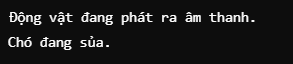 Động vật đang phát ra âm thanh.
Chó đang sủa.